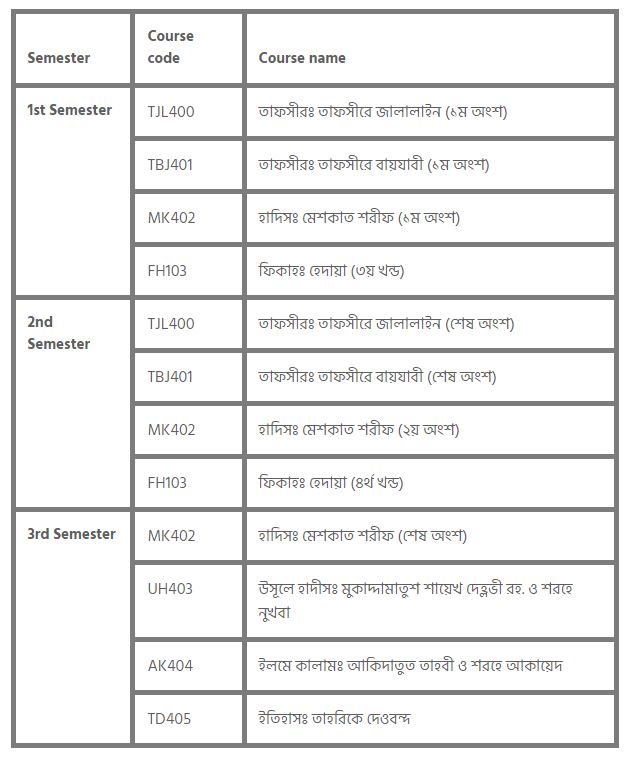 Semester
Course
code
Course name
1st Semester
TJL400
তাফসীরঃ তাফসীরে জালালাইন (১ম অংশ)
TBJ401
তাফসীরঃ তাফসীরে বায়যাবী (১ম অংশ)
MK402
হাদিসঃ মেশকাত শরীফ (১ম অংশ)
FH103
ফিকাহঃ হেদায়া (৩য় খন্ড)
2nd
Semester
TJL400
তাফসীরঃ তাফসীরে জালালাইন (শেষ অংশ)
TBJ401
তাফসীরঃ তাফসীরে বায়যাবী (শেষ অংশ)
MK402
হাদিসঃ মেশকাত শরীফ (২য় অংশ)
FH103
ফিকাহঃ হেদায়া (৪র্থ খন্ড)
3rd Semester
MK402
হাদিসঃ মেশকাত শরীফ (শেষ অংশ)
UH403
উসূলে হাদীসঃ মুকাদ্দামাতুশ শায়েখ দেহ্লভী রহ. ও শরহে
নুখবা
AK404
ইলমে কালামঃ আকিদাতুত তাহবী ও শরহে আকায়েদ
TD405
ইতিহাসঃ তাহরিকে দেওবন্দ